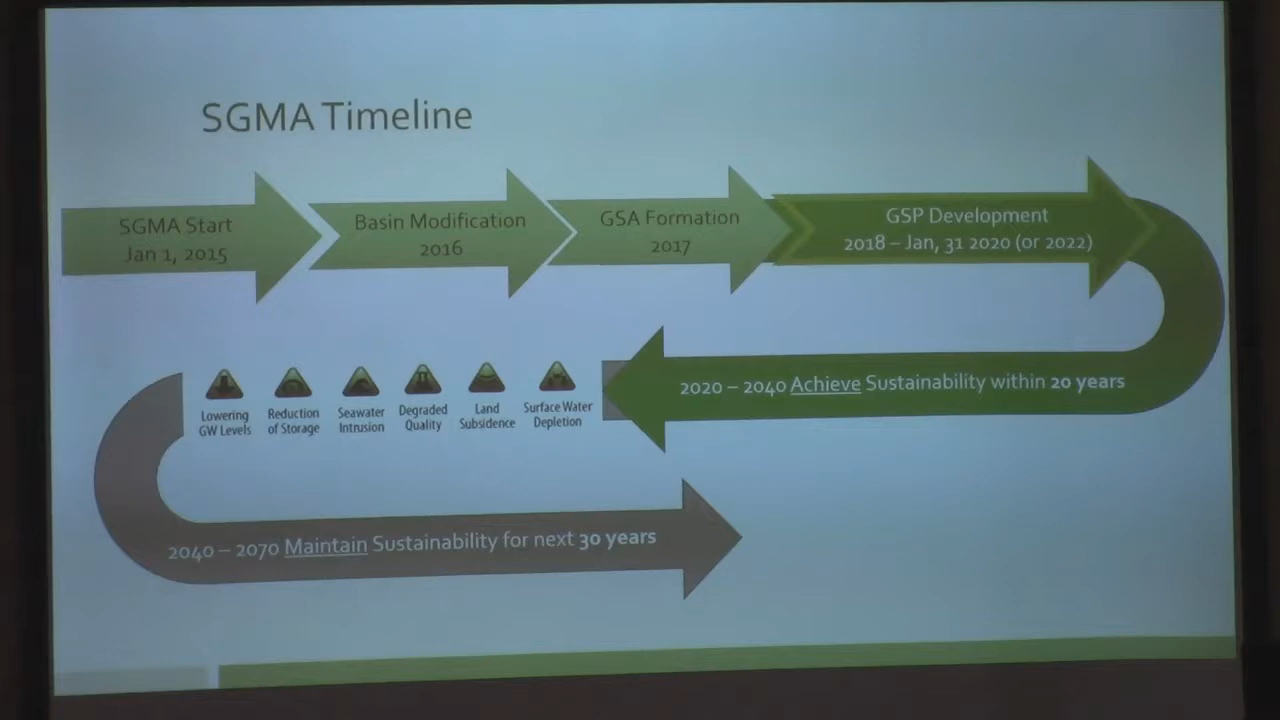 SGMA Timeline
SGMA Start
Jan 1, 2015
Basin Modification
2016
GSA Formation
2017
GSP Development
2018 – Jan, 31 2020 (or 2022)
2020 – 2040 Achieve Sustainability within 20 years
Lowering
GW Levels
Reduction
of Storage
Seawater
Intrusion
Degraded
Quality
Land
Subsidence
Surface Water
Depletion
2040 – 2070 Maintain Sustainability for next 30 years